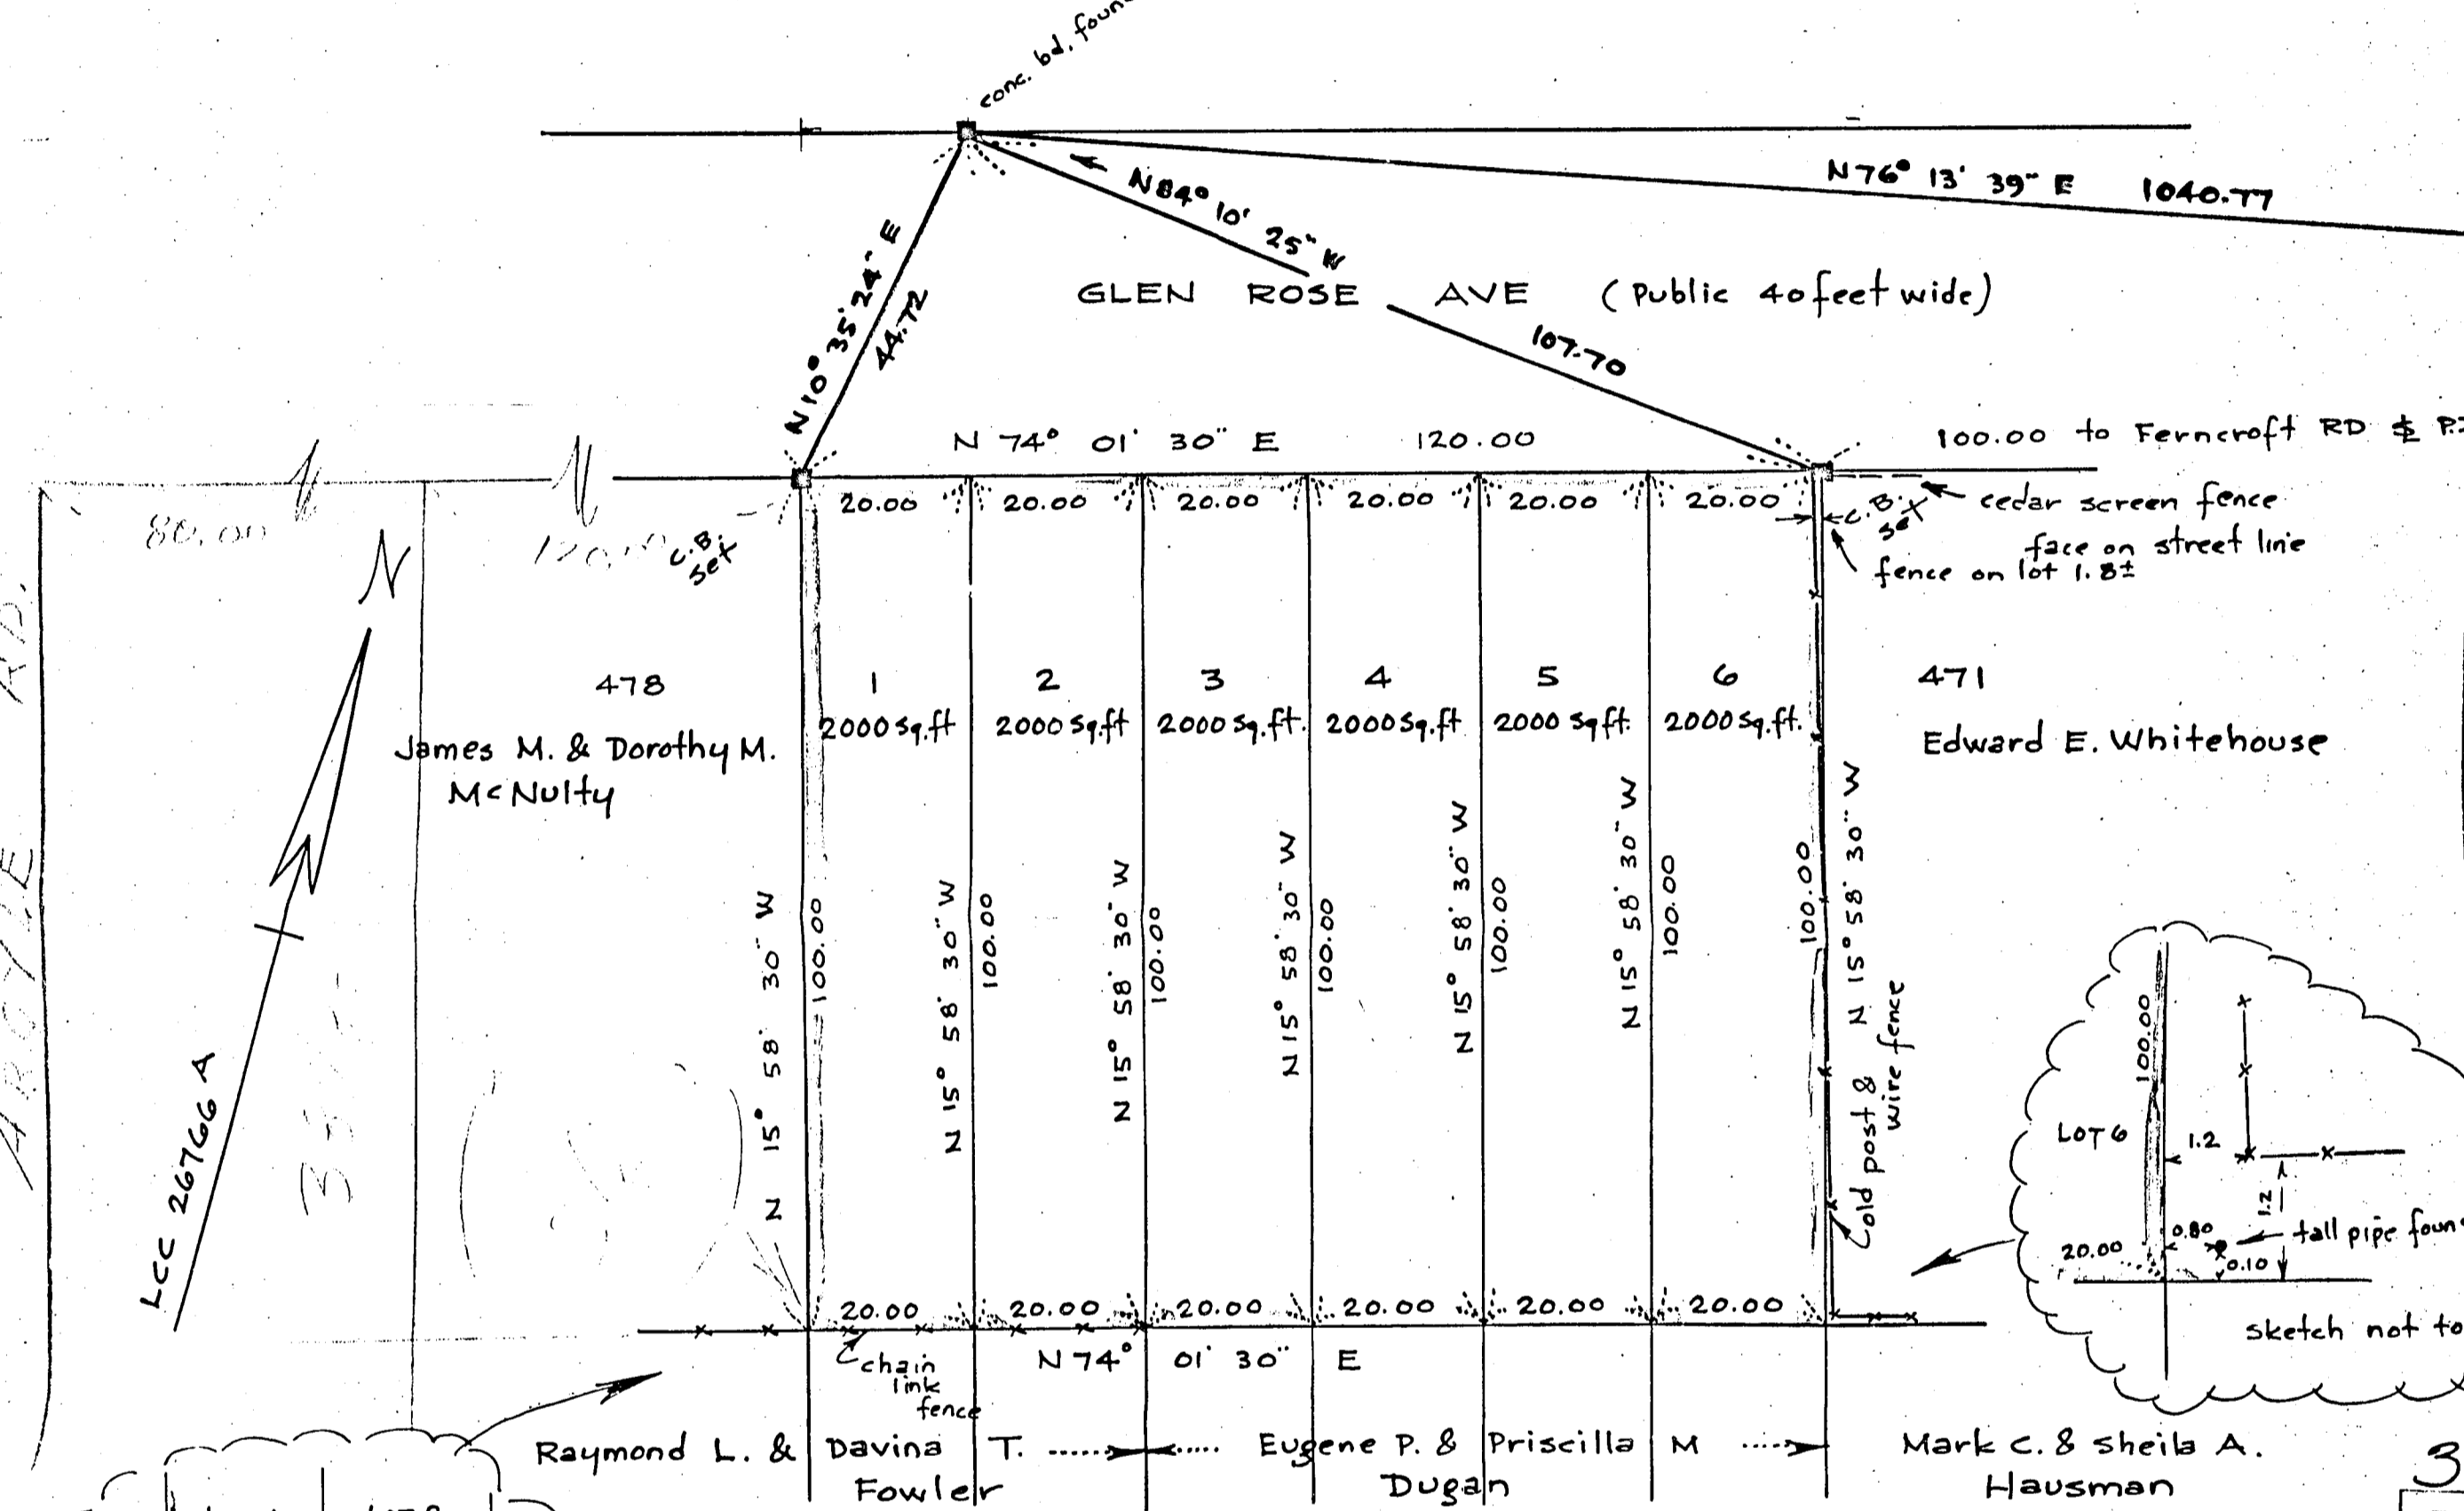 conc. bd. foun
N 76° 13' 39" E 1040.77
N 84° 10' 25" W
107.70
N 10° 35' 24" E
44.72
GLEN ROSE AVE (Public 40 feet wide)
N 74° 01' 30" E 120.00
100.00 to Ferncroft RD
80.00
C.B. set
20.00 20.00 20.00 20.00 20.00 20.00
C.B. set
cedar screen fence
face on street line
fence on lot 1.8±
N
478
James M. & Dorothy M.
McNulty
1
2000 sq.ft
2
2000 sq.ft
3
2000 sq.ft.
4
2000 sq.ft
5
2000 sq ft.
6
2000 sq.ft.
471
Edward E. Whitehouse
ARGYLE RD.
LCC 26766 A
N 15° 58' 30" W
100.00
N 15° 58' 30" W
100.00
N 15° 58' 30" W
100.00
N 15° 58' 30" W
100.00
N 15° 58' 30" W
100.00
N 15° 58' 30" W
100.00
100.00
N 15° 58' 30" W
old post &
wire fence
100.00
LOT 6
1.2
1.2
0.80
tall pipe foun
20.00
0.10
sketch not to
20.00 20.00 20.00 20.00 20.00 20.00
chain
link
fence
N 74° 01' 30" E
Raymond L. & Davina T.
Fowler
Eugene P. & Priscilla M
Dugan
Mark C. & Sheila A.
Hausman
3